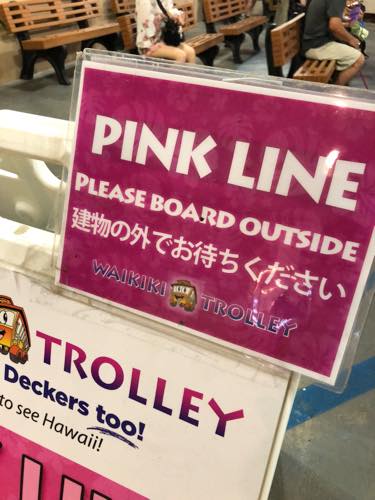 PINK LINE
PLEASE BOARD OUTSIDE
建物の外でお待ちください
WAIKIKI TROLLEY
TROLLEY
Deckers too!
to see Hawaii!